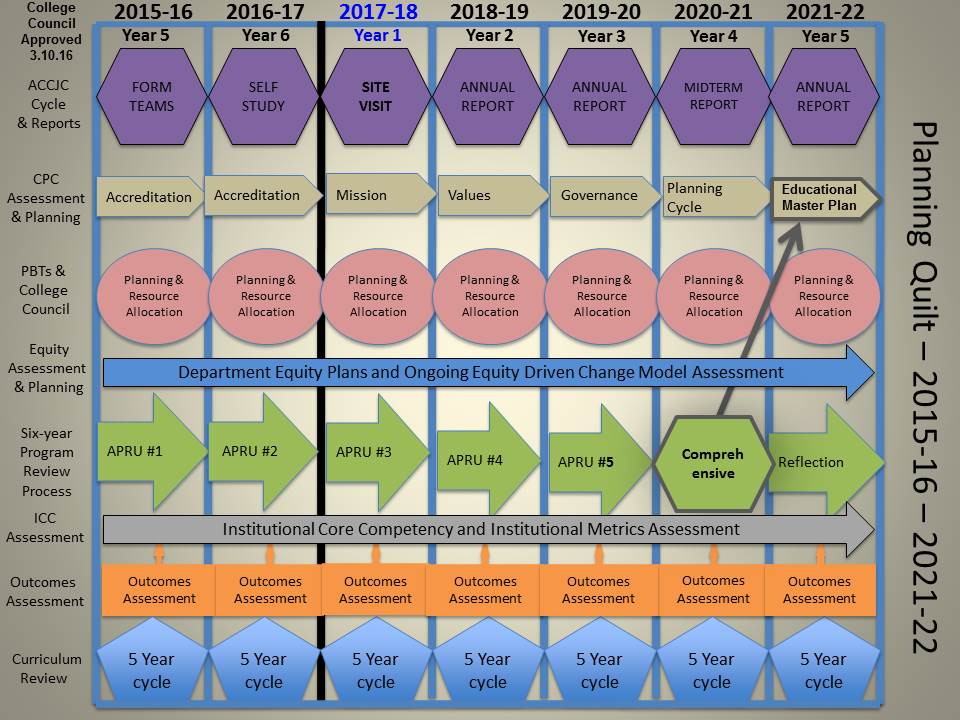 College
Council
Approved
3.10.16
2015-16
2016-17
2017-18
2018-19
2019-20
2020-21
2021-22
Year 5
Year 6
Year 1
Year 2
Year 3
Year 4
Year 5
ACCJC
Cycle
& Reports
FORM
TEAMS
SELF
STUDY
SITE
VISIT
ANNUAL
REPORT
ANNUAL
REPORT
MIDTERM
REPORT
ANNUAL
REPORT
CPC
Assessment
& Planning
Accreditation
Accreditation
Mission
Values
Governance
Planning
Cycle
Educational
Master Plan
PBTs &
College
Council
Planning &
Resource
Allocation
Planning &
Resource
Allocation
Planning &
Resource
Allocation
Planning &
Resource
Allocation
Planning &
Resource
Allocation
Planning &
Resource
Allocation
Planning &
Resource
Allocation
Equity
Assessment
& Planning
Department Equity Plans and Ongoing Equity Driven Change Model Assessment
Six-year
Program
Review
Process
APRU #1
APRU #2
APRU #3
APRU #4
APRU #5
Compreh
ensive
Reflection
ICC
Assessment
Institutional Core Competency and Institutional Metrics Assessment
Outcomes
Assessment
Outcomes
Assessment
Outcomes
Assessment
Outcomes
Assessment
Outcomes
Assessment
Outcomes
Assessment
Outcomes
Assessment
Outcomes
Assessment
Curriculum
Review
5 Year
cycle
5 Year
cycle
5 Year
cycle
5 Year
cycle
5 Year
cycle
5 Year
cycle
5 Year
cycle
Planning Quilt – 2015-16 – 2021-22